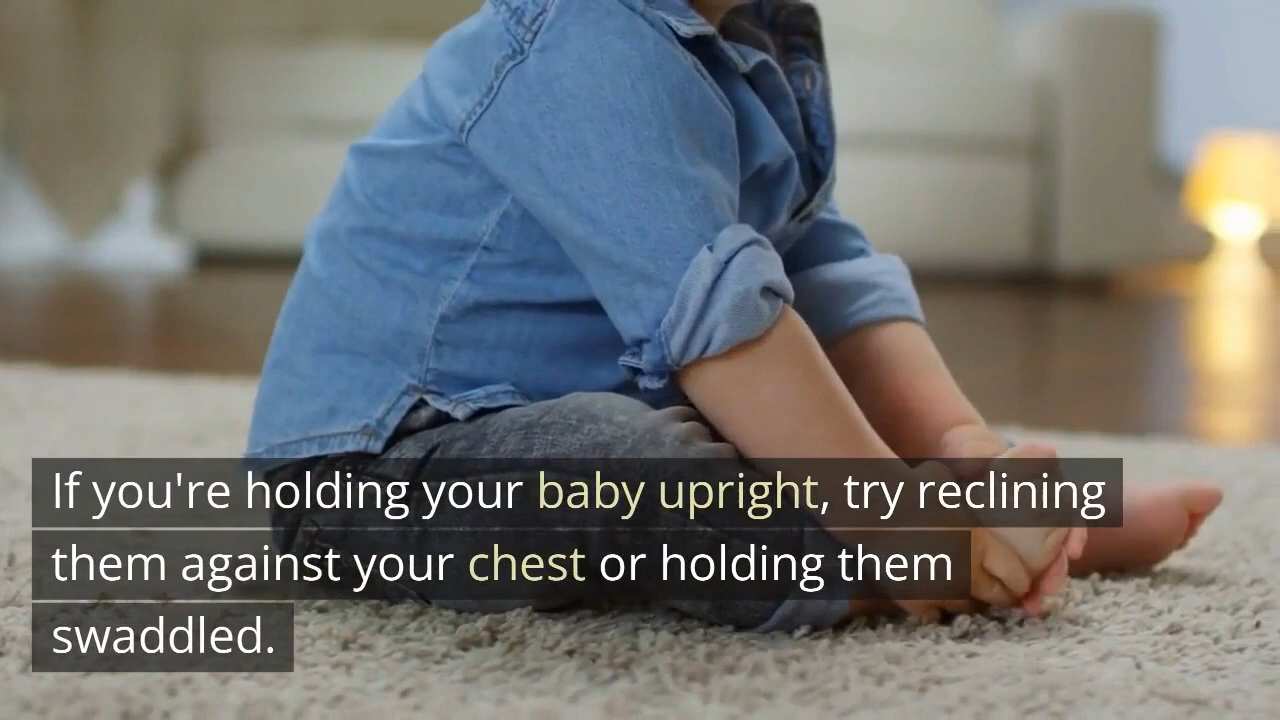 If you're holding your baby upright, try reclining
them against your chest or holding them
swaddled.